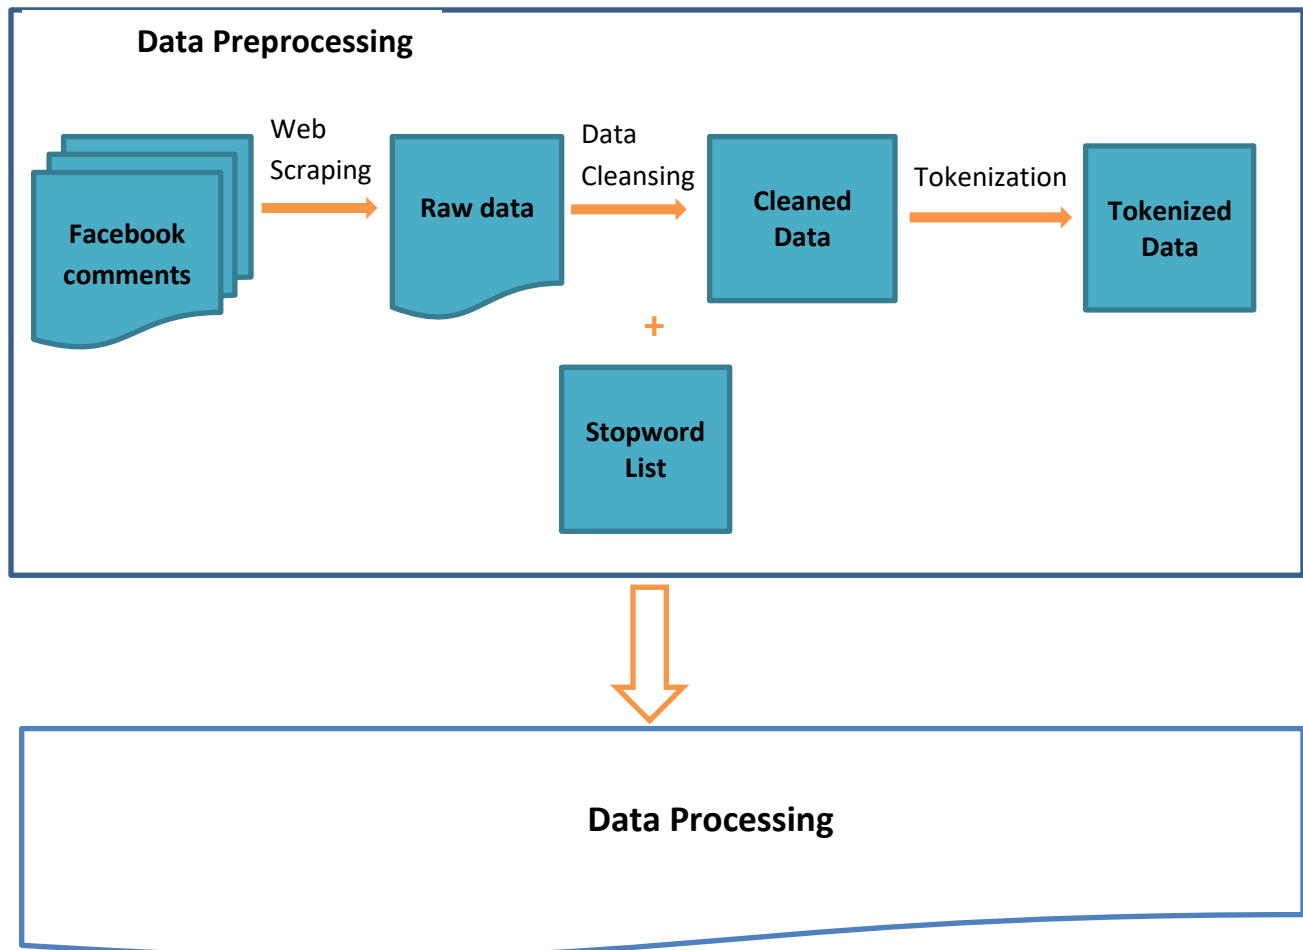 Data Preprocessing
Web
Scraping
Data
Cleansing
Tokenization
Facebook
comments
Raw data
Cleaned
Data
Tokenized
Data
+
Stopword
List
Data Processing